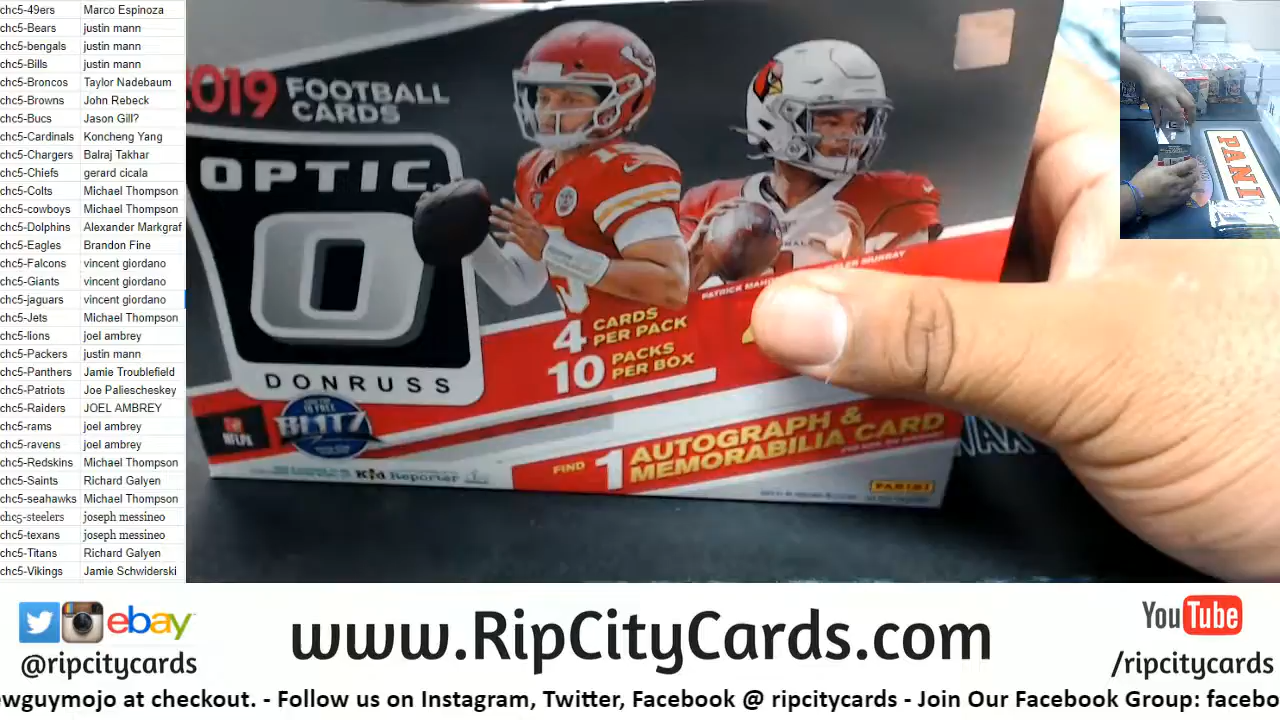 chc5-49ers Marco Espinoza
chc5-Bears justin mann
chc5-bengals justin mann
chc5-Bills justin mann
chc5-Broncos Taylor Nadebaum
chc5-Browns John Rebeck
chc5-Bucs Jason Gill?
chc5-Cardinals Koncheng Yang
chc5-Chargers Balraj Takhar
chc5-Chiefs gerard cicala
chc5-Colts Michael Thompson
chc5-cowboys Michael Thompson
chc5-Dolphins Alexander Markgraf
chc5-Eagles Brandon Fine
chc5-Falcons vincent giordano
chc5-Giants vincent giordano
chc5-jaguars vincent giordano
chc5-Jets Michael Thompson
chc5-lions joel ambrey
chc5-Packers justin mann
chc5-Panthers Jamie Troublefield
chc5-Patriots Joe Paliescheskey
chc5-Raiders JOEL AMBREY
chc5-rams joel ambrey
chc5-ravens joel ambrey
chc5-Redskins Michael Thompson
chc5-Saints Richard Galyen
chc5-seahawks Michael Thompson
chc5-steelers joseph messineo
chc5-texans joseph messineo
chc5-Titans Richard Galyen
chc5-Vikings Jamie Schwiderski
2019 FOOTBALL
CARDS
OPTIC
DONRUSS
4 CARDS
PER PACK
10 PACKS
PER BOX
FIND 1 AUTOGRAPH &
MEMORABILIA CARD
NFLPA
BLITZ
Kid Reporter
PANINI
PATRICK
MURRAY
PANINI
ebay
@ripcitycards
www.RipCityCards.com
YouTube
/ripcitycards
ewguymojo at checkout. - Follow us on Instagram, Twitter, Facebook @ ripcitycards - Join Our Facebook Group: facebo